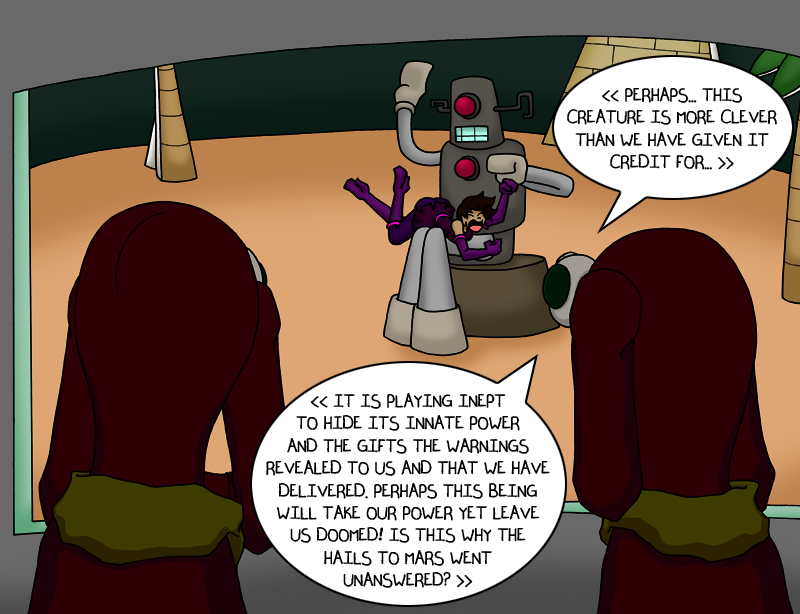 << PERHAPS... THIS
CREATURE IS MORE CLEVER
THAN WE HAVE GIVEN IT
CREDIT FOR... >>
<< IT IS PLAYING INEPT
TO HIDE ITS INNATE POWER
AND THE GIFTS THE WARNINGS
REVEALED TO US AND THAT WE HAVE
DELIVERED. PERHAPS THIS BEING
WILL TAKE OUR POWER YET LEAVE
US DOOMED! IS THIS WHY THE
HAILS TO MARS WENT
UNANSWERED? >>